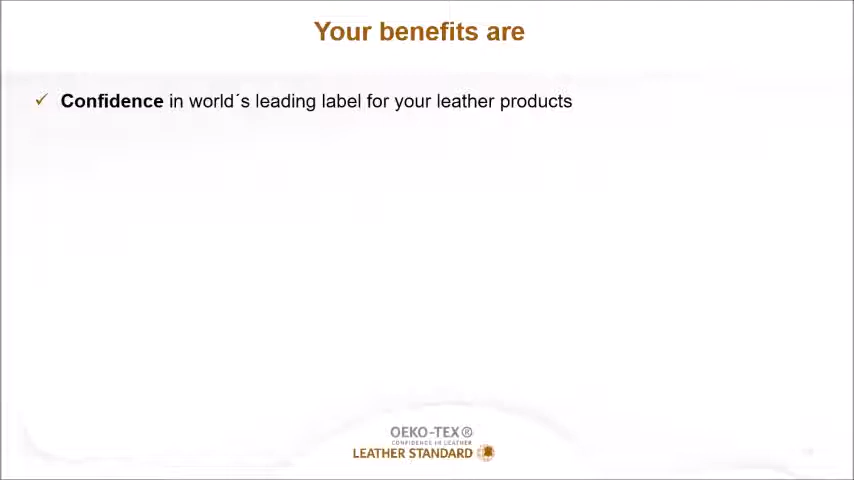 Your benefits are
✓ Confidence in world´s leading label for your leather products
OEKO-TEX®
CONFIDENCE IN LEATHER
LEATHER STANDARD